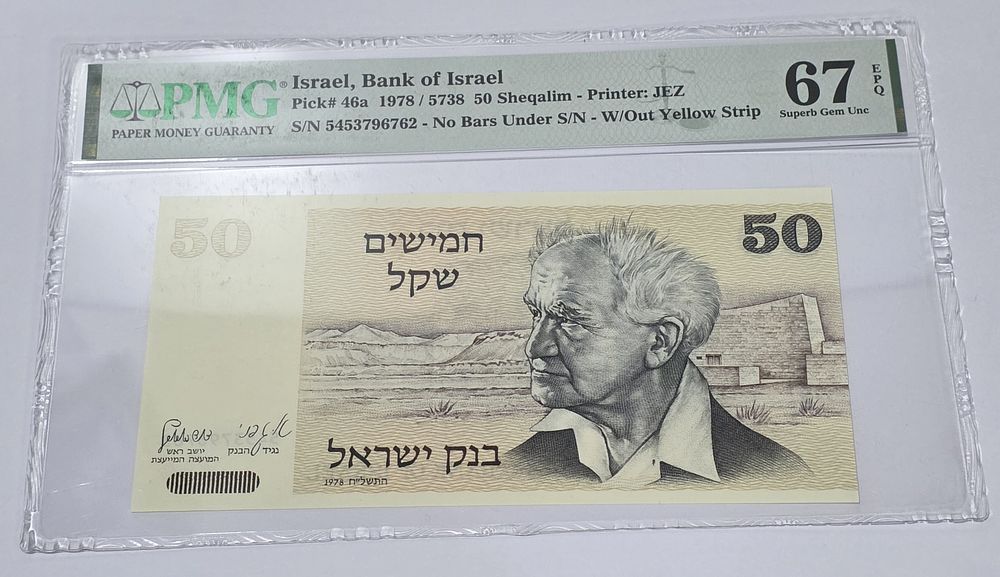 PMG®
PAPER MONEY GUARANTY
Israel, Bank of Israel
Pick# 46a 1978 / 5738 50 Sheqalim - Printer: JEZ
S/N 5453796762 - No Bars Under S/N - W/Out Yellow Strip
67
EPQ
Superb Gem Unc
50
50
חמישים
שקל
נגיד הבנק
יושב ראש
המועצה המייעצת
בנק ישראל
התשל״ח 1978